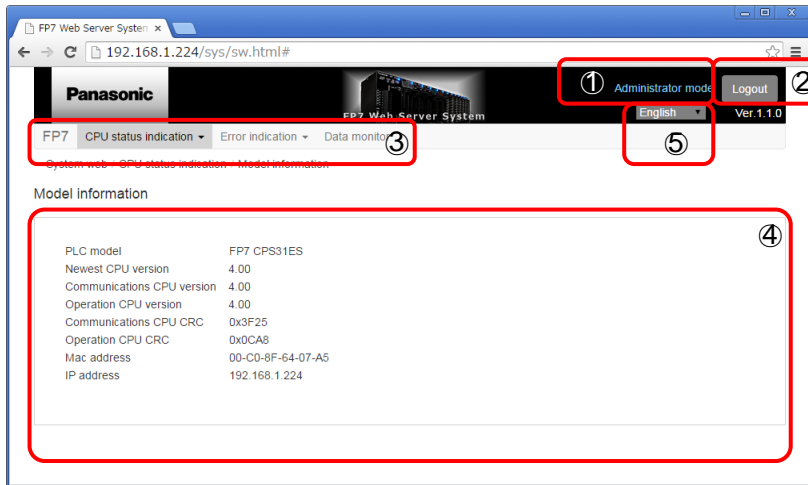 FP7 Web Server System
192.168.1.224/sys/sw.html#
Panasonic
FP7 Web Server System
① Administrator mode
Logout ②
English
Ver.1.1.0
FP7 CPU status indication Error indication Data monitor
③
⑤
System web / CPU status indication / Model information
Model information
④
PLC model FP7 CPS31ES
Newest CPU version 4.00
Communications CPU version 4.00
Operation CPU version 4.00
Communications CPU CRC 0x3F25
Operation CPU CRC 0x0CA8
Mac address 00-C0-8F-64-07-A5
IP address 192.168.1.224